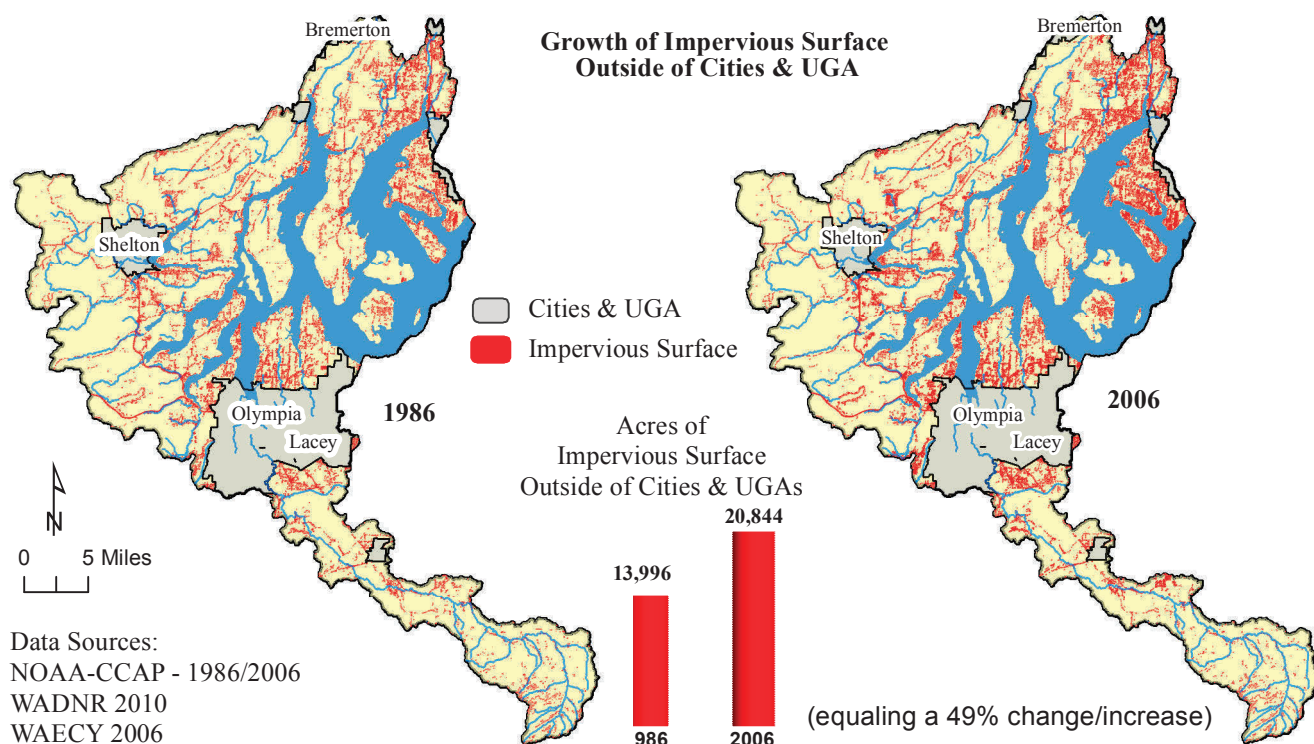 Growth of Impervious Surface
Outside of Cities & UGA
Bremerton
Shelton
Olympia
Lacey
1986
Bremerton
Shelton
Olympia
Lacey
2006
Cities & UGA
Impervious Surface
Acres of
Impervious Surface
Outside of Cities & UGAs
13,996
20,844
986
2006
(equaling a 49% change/increase)
N
0 5 Miles
Data Sources:
NOAA-CCAP - 1986/2006
WADNR 2010
WAECY 2006